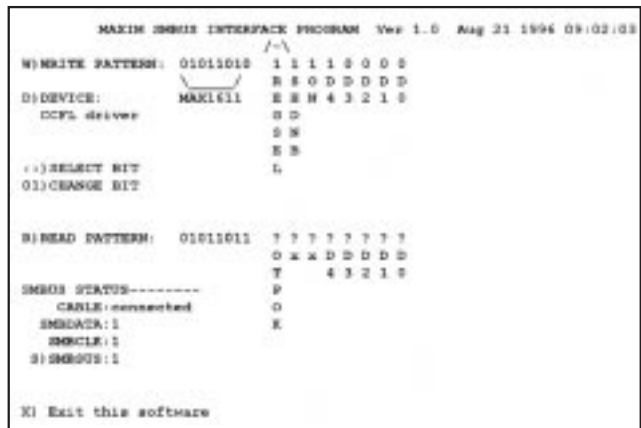 MAXIM SMBUS INTERFACE PROGRAM Ver 1.0 Aug 21 1996 09:02:03
/-\
W)WRITE PATTERN: 01011010 1 1 1 1 0 0 0 0
\_____/ R S O D D D D D
D)DEVICE: MAX1611 E E N 4 3 2 1 0
CCFL driver G D
S N
E B
)SELECT BIT L
01)CHANGE BIT
R)READ PATTERN: 01011011 ? ? ? ? ? ? ? ?
O x x D D D D D
T 4 3 2 1 0
SMBUS STATUS-------- P
CABLE:connected O
SMBDATA:1 K
SMBCLK:1
S)SMBSUS:1
X) Exit this software